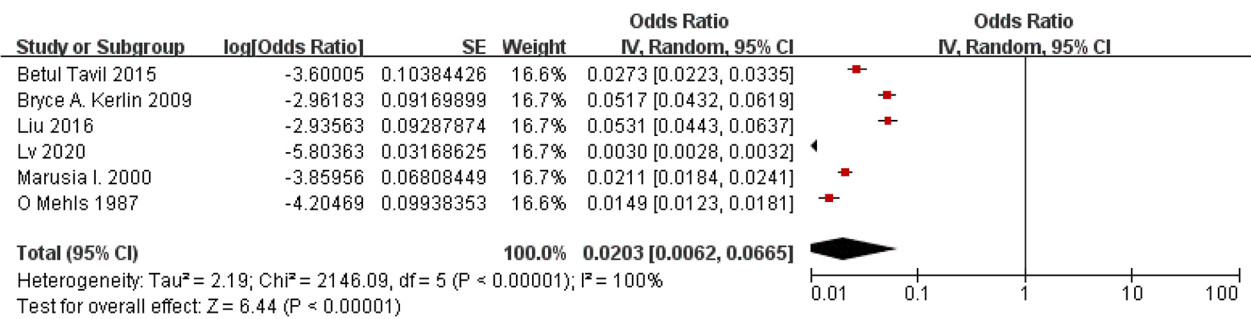 Odds Ratio Odds Ratio
Study or Subgroup log[Odds Ratio] SE Weight IV, Random, 95% CI IV, Random, 95% CI
Betul Tavil 2015 -3.60005 0.10384426 16.6% 0.0273 [0.0223, 0.0335]
Bryce A. Kerlin 2009 -2.96183 0.09169899 16.7% 0.0517 [0.0432, 0.0619]
Liu 2016 -2.93563 0.09287874 16.7% 0.0531 [0.0443, 0.0637]
Lv 2020 -5.80363 0.03168625 16.7% 0.0030 [0.0028, 0.0032]
Marusia I. 2000 -3.85956 0.06808449 16.7% 0.0211 [0.0184, 0.0241]
O Mehls 1987 -4.20469 0.09938353 16.6% 0.0149 [0.0123, 0.0181]
Total (95% CI) 100.0% 0.0203 [0.0062, 0.0665]
Heterogeneity: Tau² = 2.19; Chi² = 2146.09, df = 5 (P < 0.00001); I² = 100%
Test for overall effect: Z = 6.44 (P < 0.00001)
0.01 0.1 1 10 100